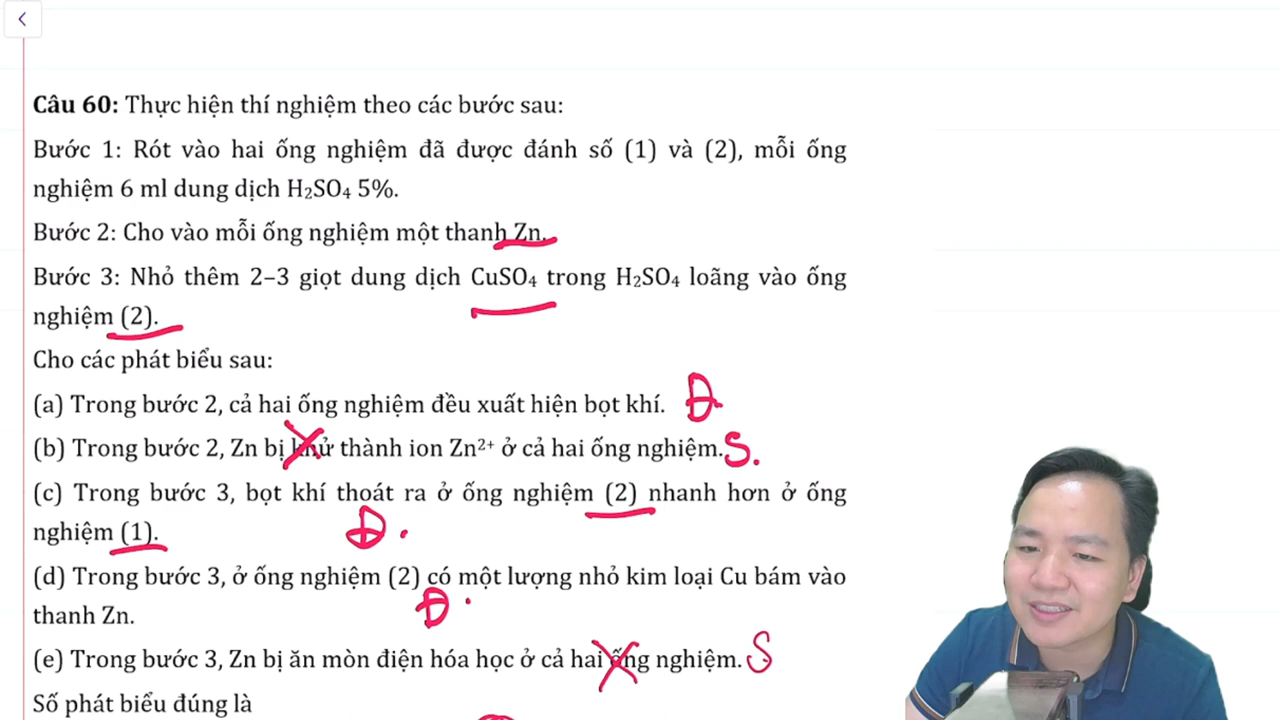 Câu 60: Thực hiện thí nghiệm theo các bước sau:
Bước 1: Rót vào hai ống nghiệm đã được đánh số (1) và (2), mỗi ống
nghiệm 6 ml dung dịch H₂SO₄ 5%.
Bước 2: Cho vào mỗi ống nghiệm một thanh Zn.
Bước 3: Nhỏ thêm 2–3 giọt dung dịch CuSO₄ trong H₂SO₄ loãng vào ống
nghiệm (2).
Cho các phát biểu sau:
(a) Trong bước 2, cả hai ống nghiệm đều xuất hiện bọt khí. Đ
(b) Trong bước 2, Zn bị khử thành ion Zn²⁺ ở cả hai ống nghiệm. S.
(c) Trong bước 3, bọt khí thoát ra ở ống nghiệm (2) nhanh hơn ở ống
nghiệm (1). Đ.
(d) Trong bước 3, ở ống nghiệm (2) có một lượng nhỏ kim loại Cu bám vào
thanh Zn. Đ.
(e) Trong bước 3, Zn bị ăn mòn điện hóa học ở cả hai ống nghiệm. S
Số phát biểu đúng là